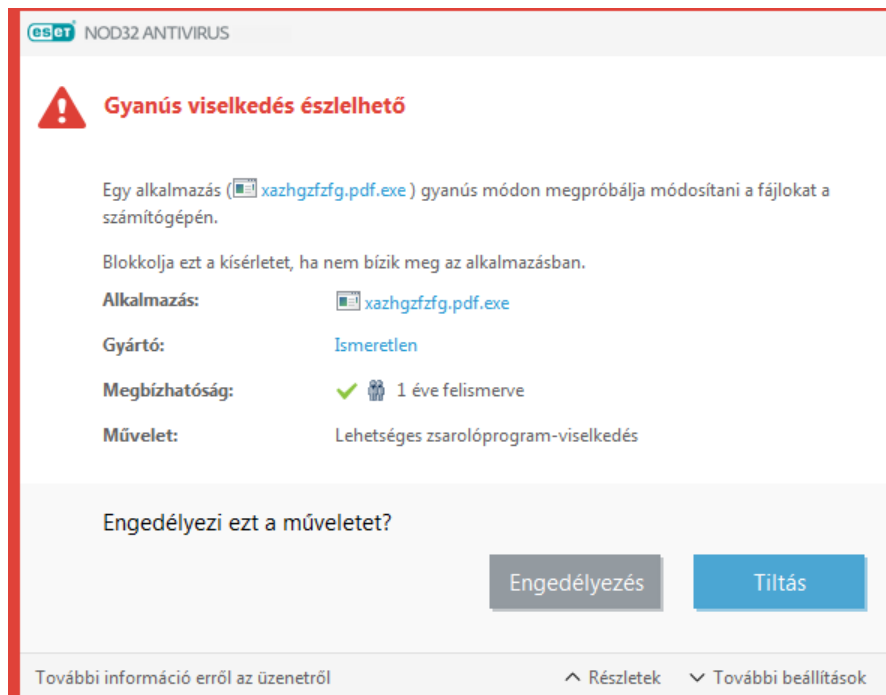 eset NOD32 ANTIVIRUS
Gyanús viselkedés észlelhető
Egy alkalmazás ( xazhgzfzfg.pdf.exe ) gyanús módon megpróbálja módosítani a fájlokat a
számítógépén.
Blokkolja ezt a kísérletet, ha nem bízik meg az alkalmazásban.
Alkalmazás: xazhgzfzfg.pdf.exe
Gyártó: Ismeretlen
Megbízhatóság: 1 éve felismerve
Művelet: Lehetséges zsarolóprogram-viselkedés
Engedélyezi ezt a műveletet?
Engedélyezés Tiltás
További információ erről az üzenetről Részletek További beállítások